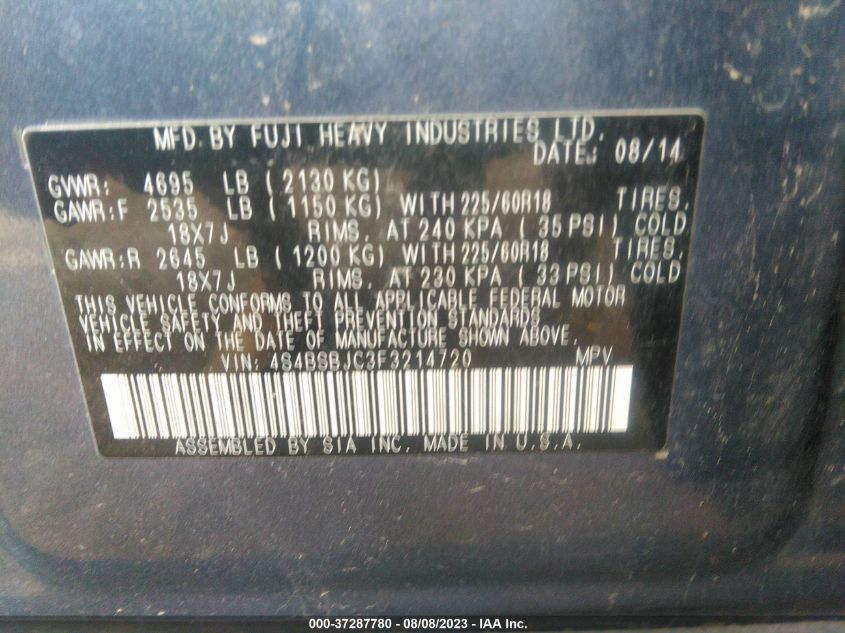 MFD. BY FUJI HEAVY INDUSTRIES LTD.
DATE: 08/14
GVWR: 4695 LB ( 2130 KG)
GAWR:F 2535 LB ( 1150 KG) WITH 225/60R18 TIRES,
18X7J RIMS, AT 240 KPA ( 35 PSI) COLD
GAWR:R 2645 LB ( 1200 KG) WITH 225/60R18 TIRES,
18X7J RIMS, AT 230 KPA ( 33 PSI) COLD
THIS VEHICLE CONFORMS TO ALL APPLICABLE FEDERAL MOTOR
VEHICLE SAFETY AND THEFT PREVENTION STANDARDS
IN EFFECT ON THE DATE OF MANUFACTURE SHOWN ABOVE.
VIN: 4S4BSBJC3F3214720 MPV
ASSEMBLED BY SIA INC. MADE IN U.S.A.
000-37287780 - 08/08/2023 - IAA Inc.